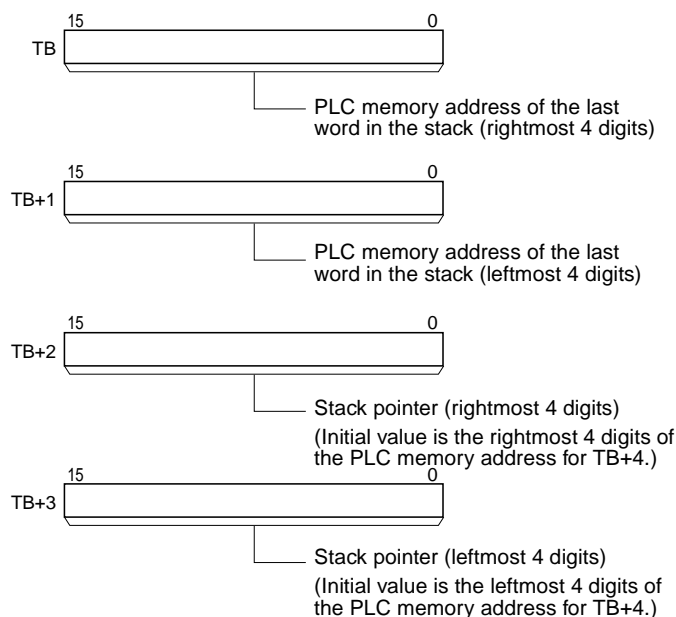 15 0
TB
PLC memory address of the last
word in the stack (rightmost 4 digits)
15 0
TB+1
PLC memory address of the last
word in the stack (leftmost 4 digits)
15 0
TB+2
Stack pointer (rightmost 4 digits)
(Initial value is the rightmost 4 digits of
the PLC memory address for TB+4.)
15 0
TB+3
Stack pointer (leftmost 4 digits)
(Initial value is the leftmost 4 digits of
the PLC memory address for TB+4.)